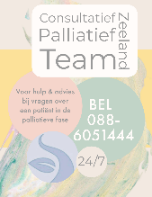 Consultatief
Palliatief
Team
Zeeland
Voor hulp & advies
bij vragen over
een patiënt in de
palliatieve fase
BEL
088-
6051444
24/7